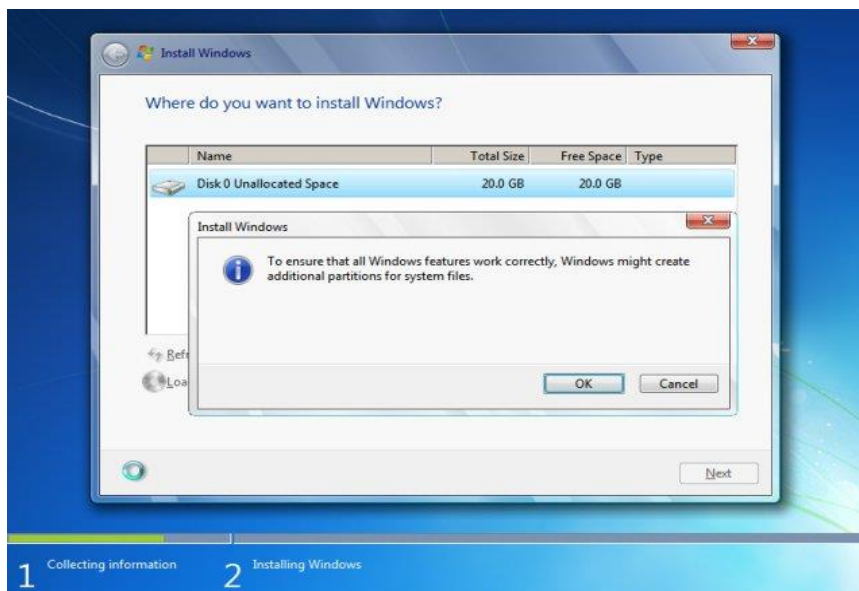 Install Windows
Where do you want to install Windows?
Name Total Size Free Space Type
Disk 0 Unallocated Space 20.0 GB 20.0 GB
Install Windows
To ensure that all Windows features work correctly, Windows might create
additional partitions for system files.
Refr
Loa
OK Cancel
Next
1 Collecting information 2 Installing Windows